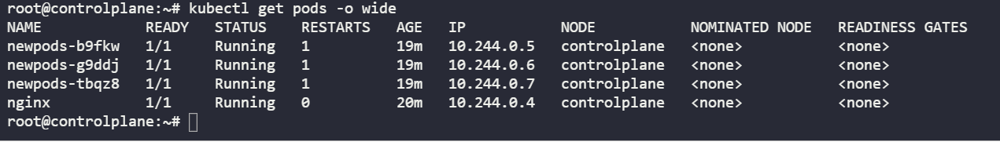 root@controlplane:~# kubectl get pods -o wide
NAME            READY   STATUS    RESTARTS   AGE   IP           NODE           NOMINATED NODE   READINESS GATES
newpods-b9fkw   1/1     Running   1          19m   10.244.0.5   controlplane   <none>           <none>
newpods-g9ddj   1/1     Running   1          19m   10.244.0.6   controlplane   <none>           <none>
newpods-tbqz8   1/1     Running   1          19m   10.244.0.7   controlplane   <none>           <none>
nginx           1/1     Running   0          20m   10.244.0.4   controlplane   <none>           <none>
root@controlplane:~#